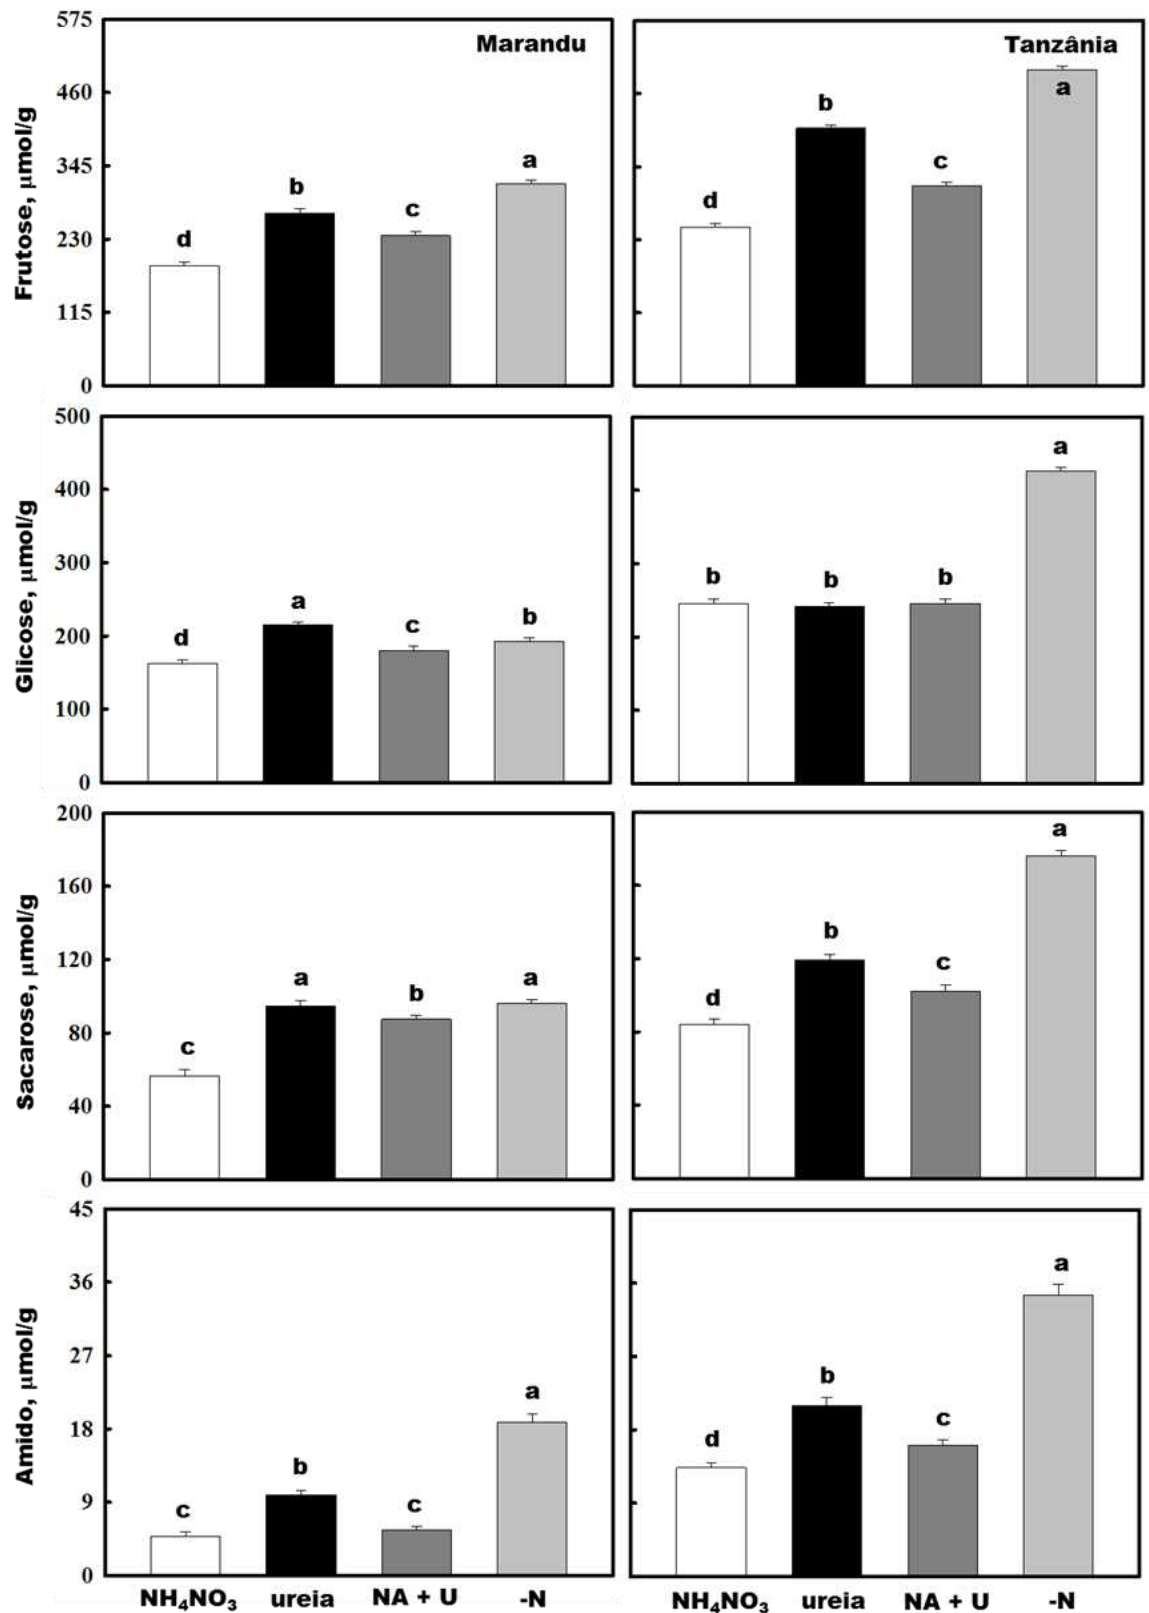 Marandu
Tanzânia
Frutose, µmol/g
575
460
345
230
115
0
d
b
c
a
d
b
c
a
Glicose, µmol/g
500
400
300
200
100
0
d
a
c
b
b
b
b
a
Sacarose, µmol/g
200
160
120
80
40
0
c
a
b
a
d
b
c
a
Amido, µmol/g
45
36
27
18
9
0
c
b
c
a
d
b
c
a
NH₄NO₃ ureia NA + U -N
NH₄NO₃ ureia NA + U -N